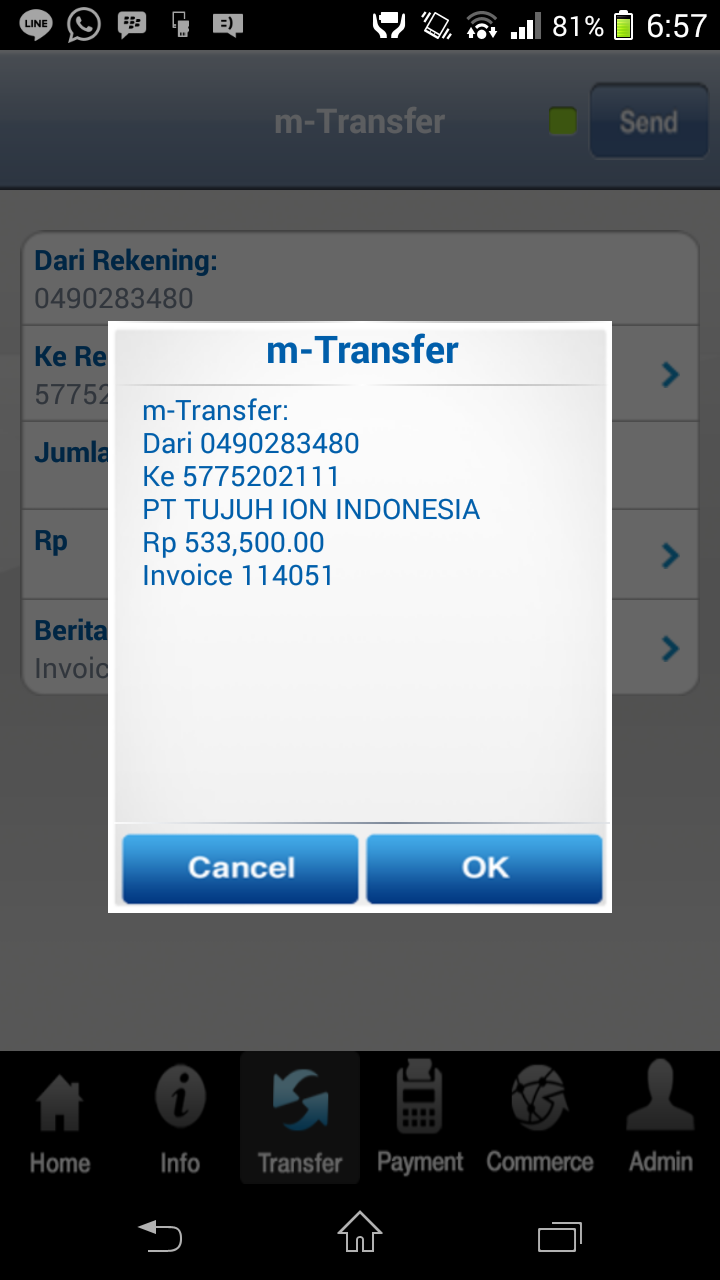 LINE
81%
6:57
m-Transfer
Send
Dari Rekening:
0490283480
Ke Re
57752
Jumla
Rp
Berita
Invoic
m-Transfer
m-Transfer:
Dari 0490283480
Ke 5775202111
PT TUJUH ION INDONESIA
Rp 533,500.00
Invoice 114051
Cancel
OK
Home
Info
Transfer
Payment
Commerce
Admin